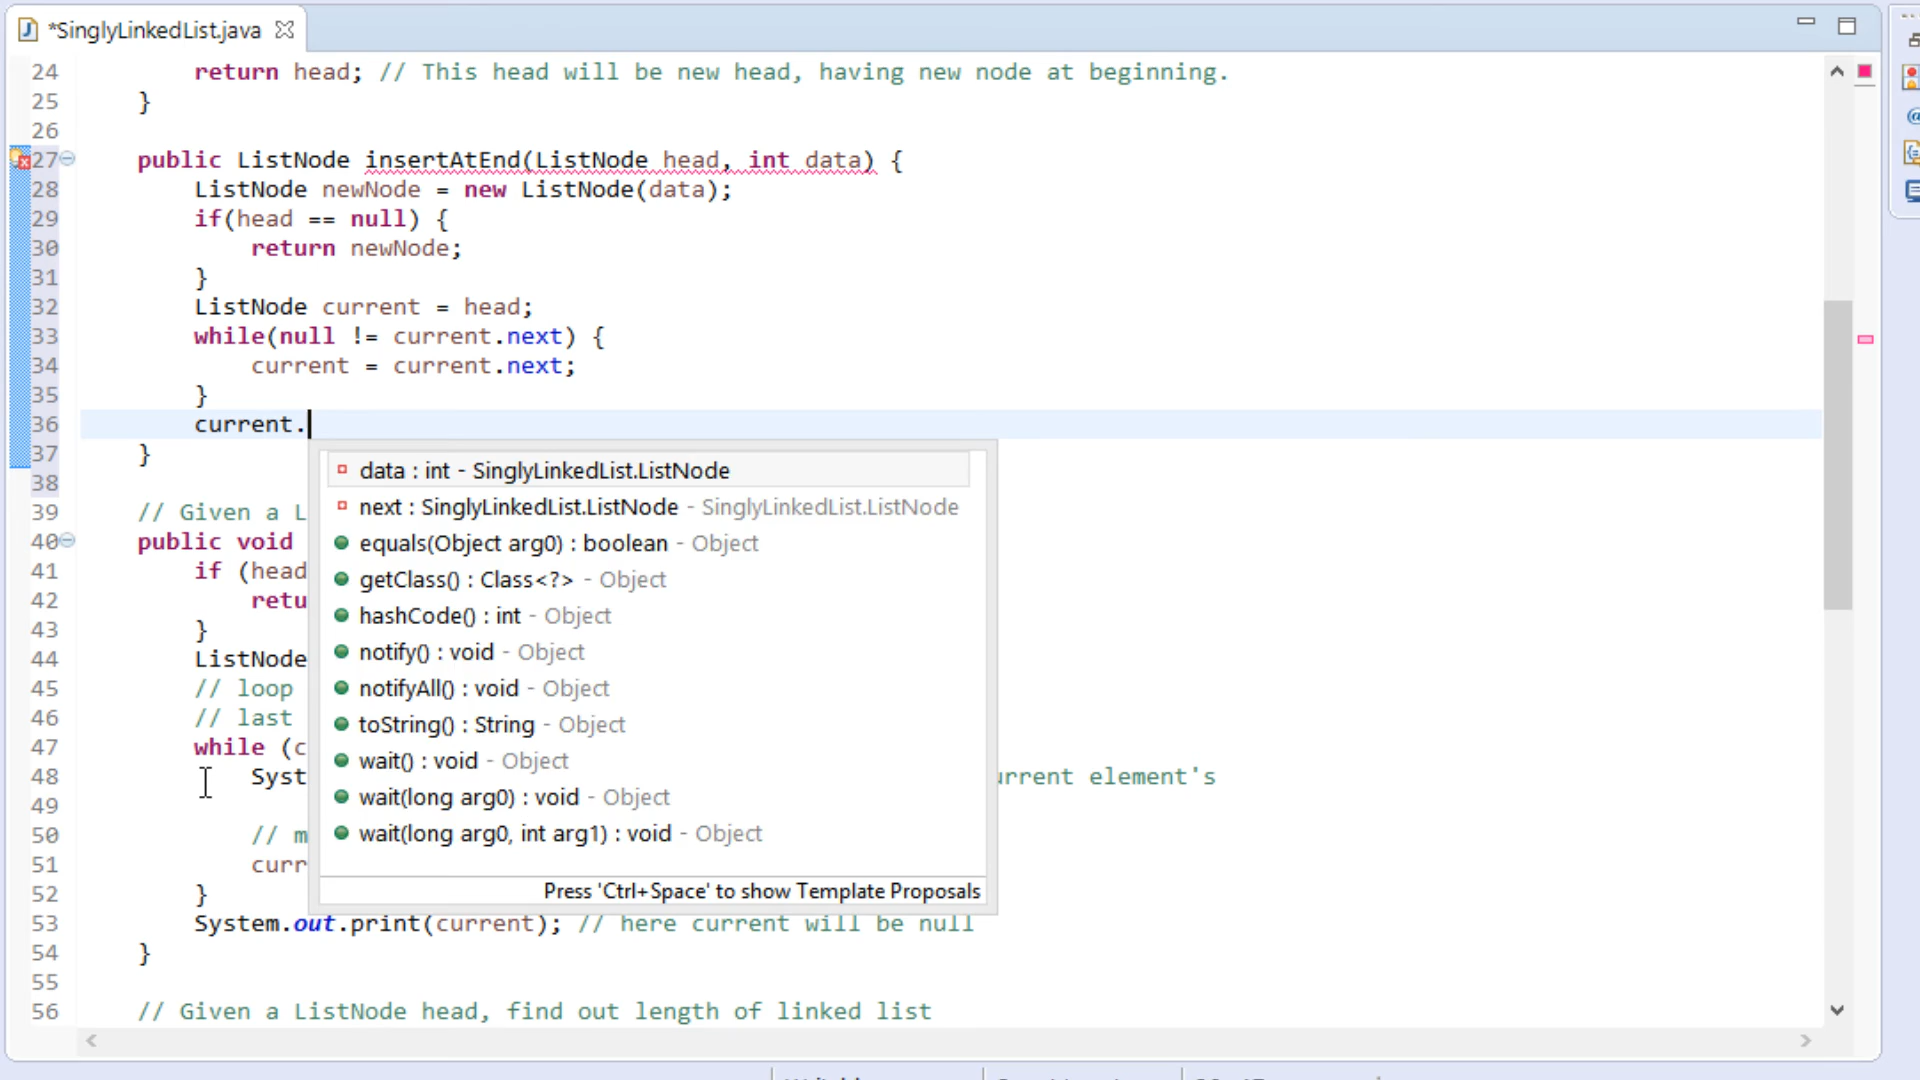 *SinglyLinkedList.java
24 return head; // This head will be new head, having new node at beginning.
25 }
26
27 public ListNode insertAtEnd(ListNode head, int data) {
28 ListNode newNode = new ListNode(data);
29 if(head == null) {
30 return newNode;
31 }
32 ListNode current = head;
33 while(null != current.next) {
34 current = current.next;
35 }
36 current.
37 }
data : int - SinglyLinkedList.ListNode
38
next : SinglyLinkedList.ListNode - SinglyLinkedList.ListNode
39 // Given a L
40 public void
equals(Object arg0) : boolean - Object
41 if (head
getClass() : Class<?> - Object
42 retu
hashCode() : int - Object
43 }
notify() : void - Object
44 ListNode
45 // loop
notifyAll() : void - Object
46 // last
toString() : String - Object
47 while (c
wait() : void - Object
48 Syst urrent element's
49
wait(long arg0) : void - Object
50 // m
wait(long arg0, int arg1) : void - Object
51 curr
52 }
Press 'Ctrl+Space' to show Template Proposals
53 System.out.print(current); // here current will be null
54 }
55
56 // Given a ListNode head, find out length of linked list